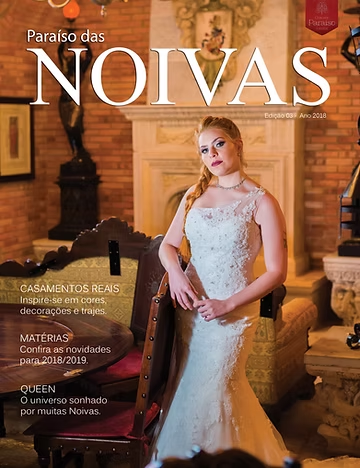 Paraíso das
NOIVAS
Edição 03 - Ano 2018
CASAMENTOS REAIS
Inspire-se em cores,
decorações e trajes.
MATÉRIAS
Confira as novidades
para 2018/2019.
QUEEN
O universo sonhado
por muitas Noivas.